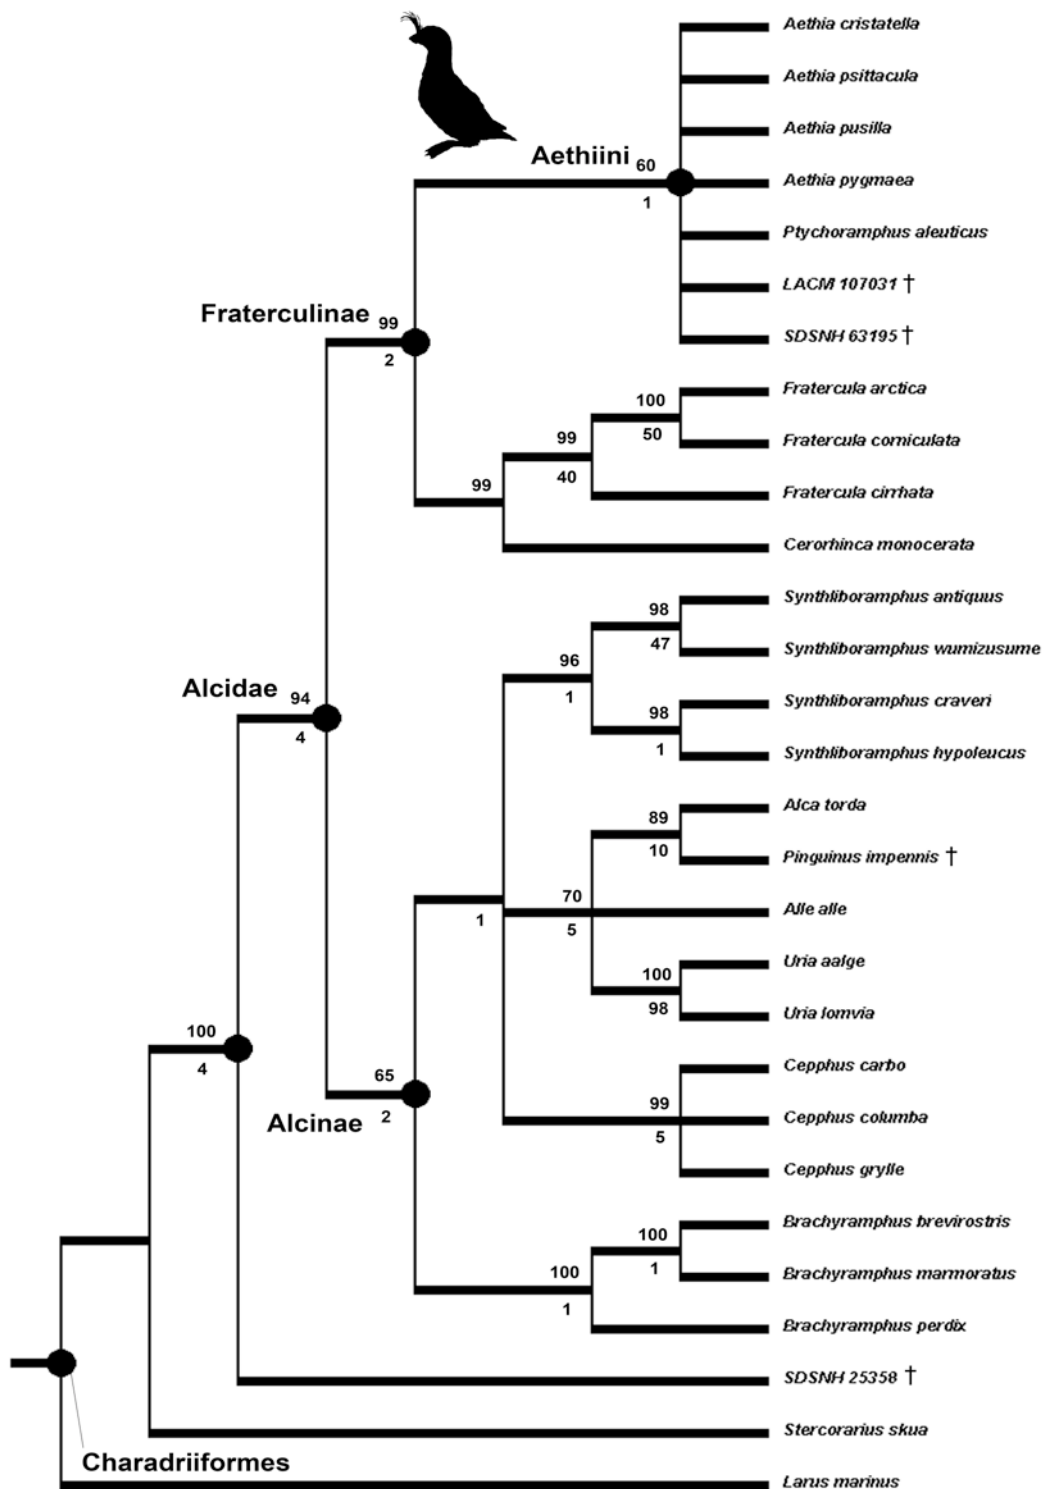 Aethia cristatella
Aethia psittacula
Aethia pusilla
Aethiini 60
Aethia pygmaea
1
Ptychoramphus aleuticus
LACM 107031 †
Fraterculinae 99
SDSNH 63195 †
2
Fratercula arctica
100
50
Fratercula corniculata
99
40
99
Fratercula cirrhata
Cerorhinca monocerata
Synthliboramphus antiquus
98
47
Synthliboramphus wumizusume
96
1
Alcidae 94
4
Synthliboramphus craveri
98
1
Synthliboramphus hypoleucus
Alca torda
89
10
Pinguinus impennis †
70
5
1
Alle alle
Uria aalge
100
98
Uria lomvia
100
4
Cepphus carbo
65
2
Alcinae
99
5
Cepphus columba
Cepphus grylle
Brachyramphus brevirostris
100
1
Brachyramphus marmoratus
100
1
Brachyramphus perdix
SDSNH 25358 †
Stercorarius skua
Charadriiformes
Larus marinus